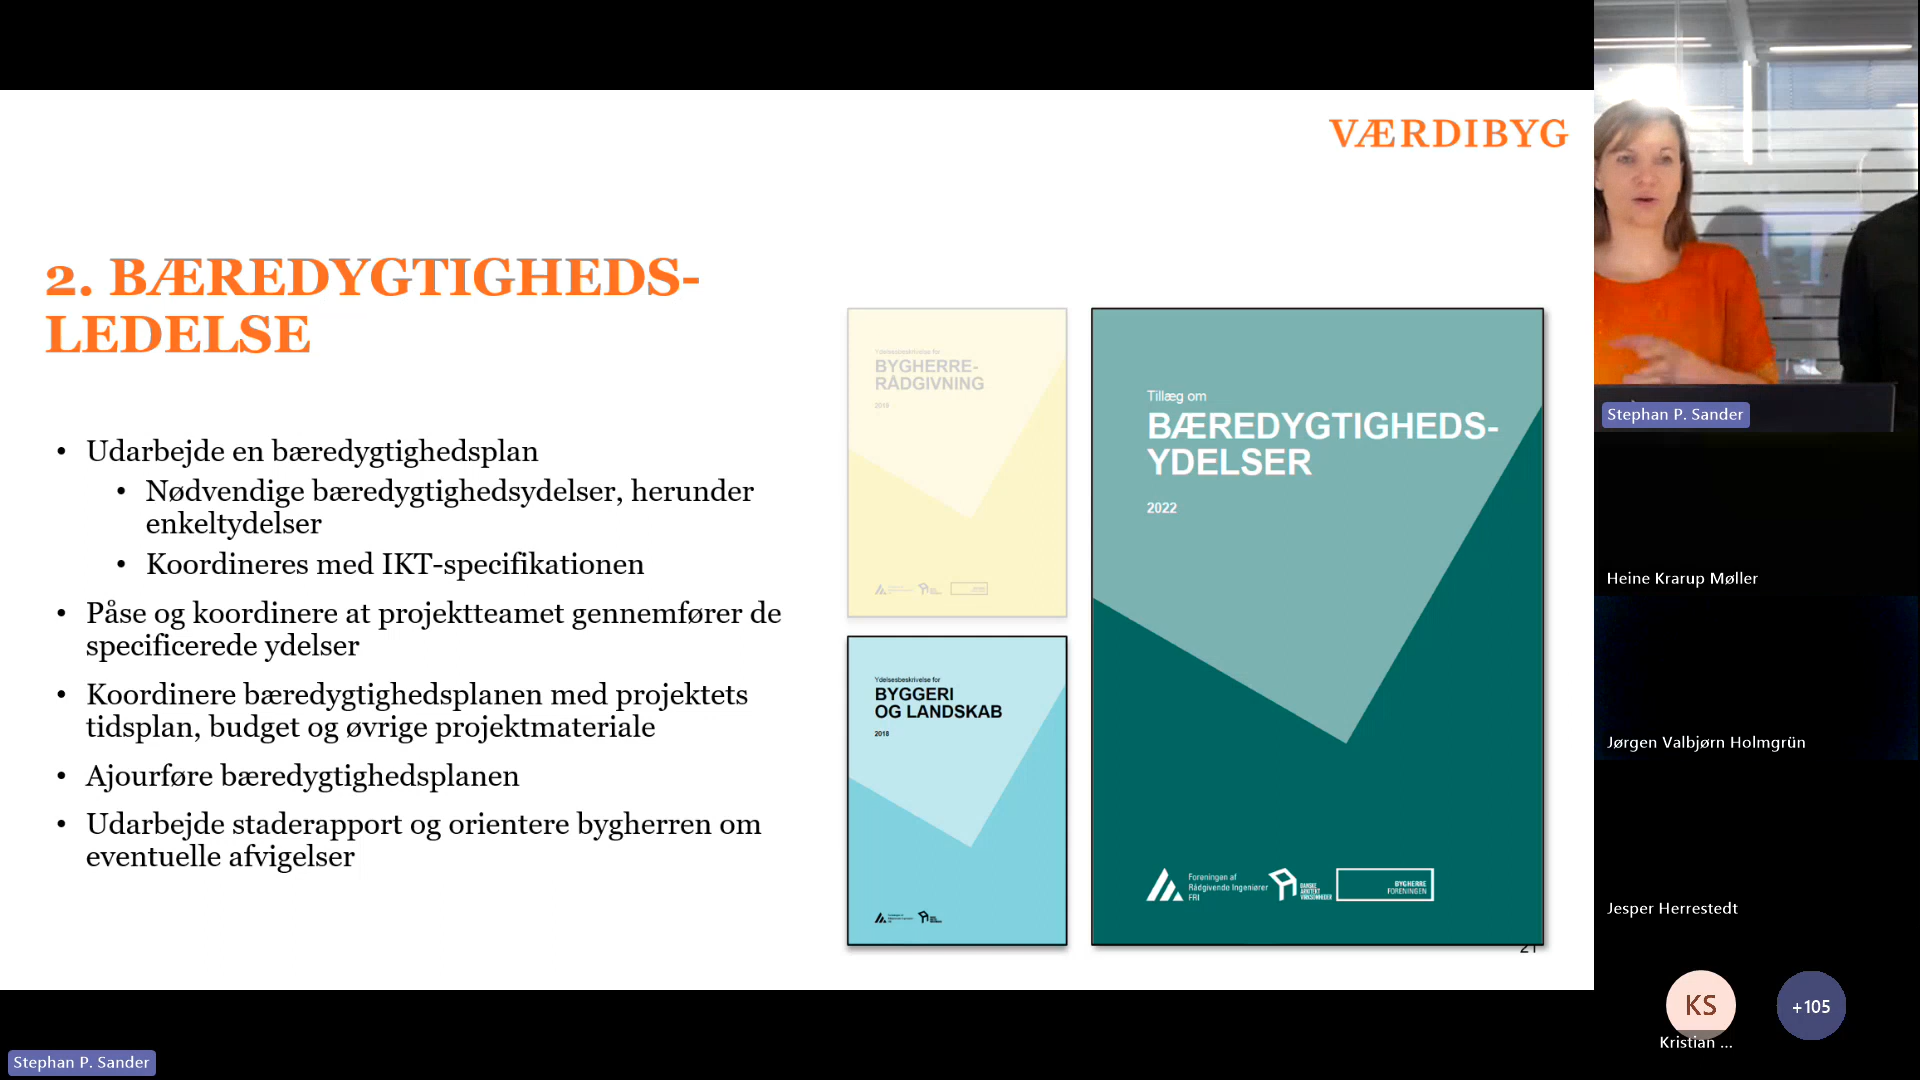 VÆRDIBYG
2. BÆREDYGTIGHEDS-
LEDELSE
• Udarbejde en bæredygtighedsplan
• Nødvendige bæredygtighedsydelser, herunder
enkeltydelser
• Koordineres med IKT-specifikationen
• Påse og koordinere at projektteamet gennemfører de
specificerede ydelser
• Koordinere bæredygtighedsplanen med projektets
tidsplan, budget og øvrige projektmateriale
• Ajourføre bæredygtighedsplanen
• Udarbejde staderapport og orientere bygherren om
eventuelle afvigelser
Ydelsesbeskrivelse for
BYGHERRE-
RÅDGIVNING
2019
Ydelsesbeskrivelse for
BYGGERI
OG LANDSKAB
2018
Tillæg om
BÆREDYGTIGHEDS-
YDELSER
2022
Foreningen af
Rådgivende Ingeniører
FRI
DANSKE
ARKITEKT
VIRKSOMHEDER
BYGHERRE
FORENINGEN
21
Stephan P. Sander
Heine Krarup Møller
Jørgen Valbjørn Holmgrün
Jesper Herrestedt
KS
+105
Kristian ...
Stephan P. Sander